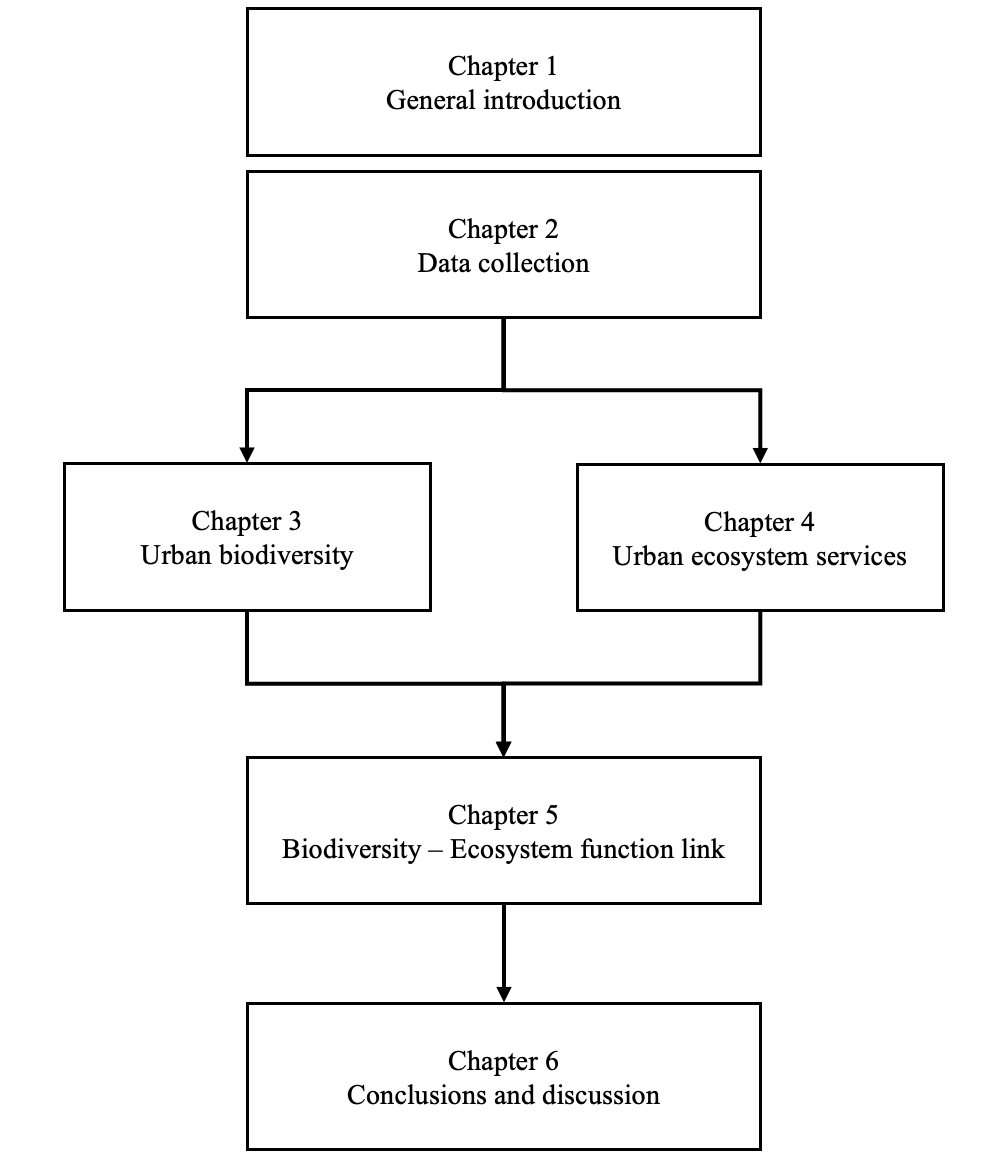 Chapter 1
General introduction
Chapter 2
Data collection
Chapter 3
Urban biodiversity
Chapter 4
Urban ecosystem services
Chapter 5
Biodiversity – Ecosystem function link
Chapter 6
Conclusions and discussion